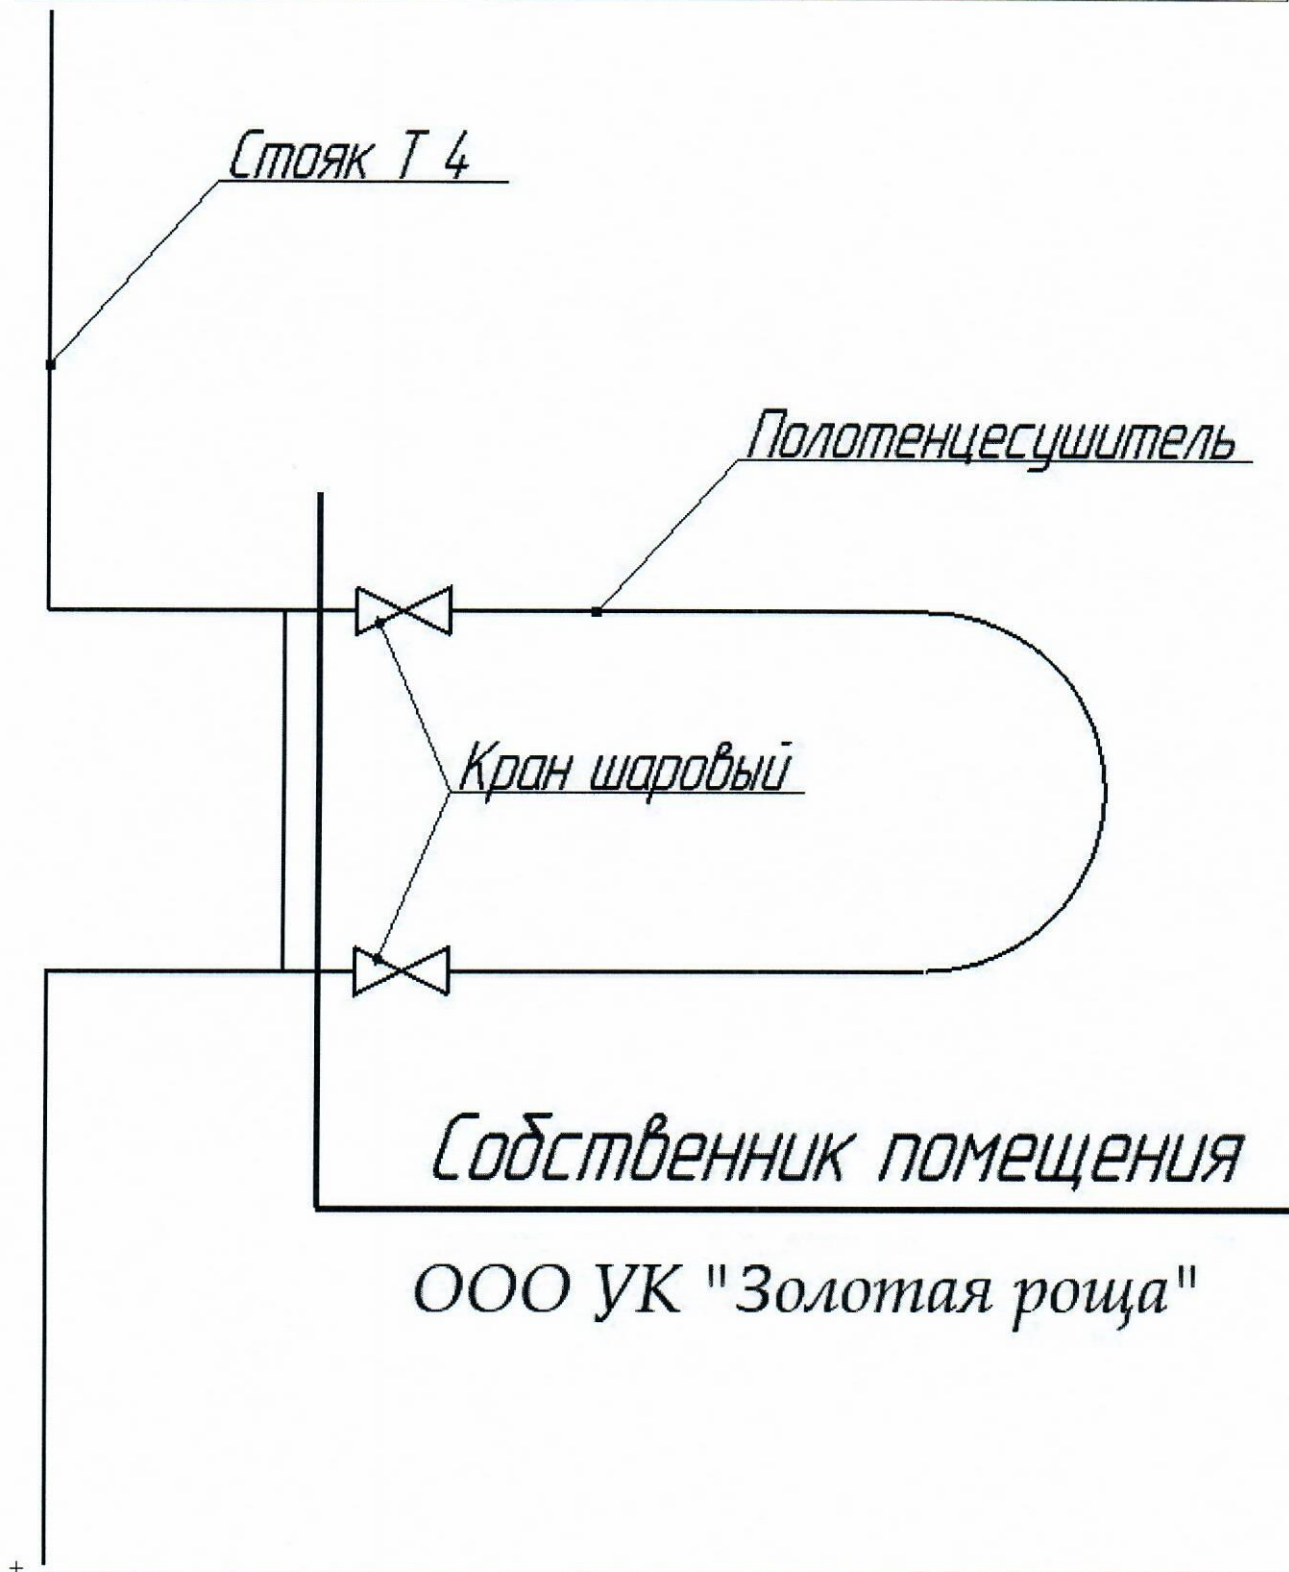 Стояк Т 4
Полотенцесушитель
Кран шаровый
Собственник помещения
ООО УК "Золотая роща"